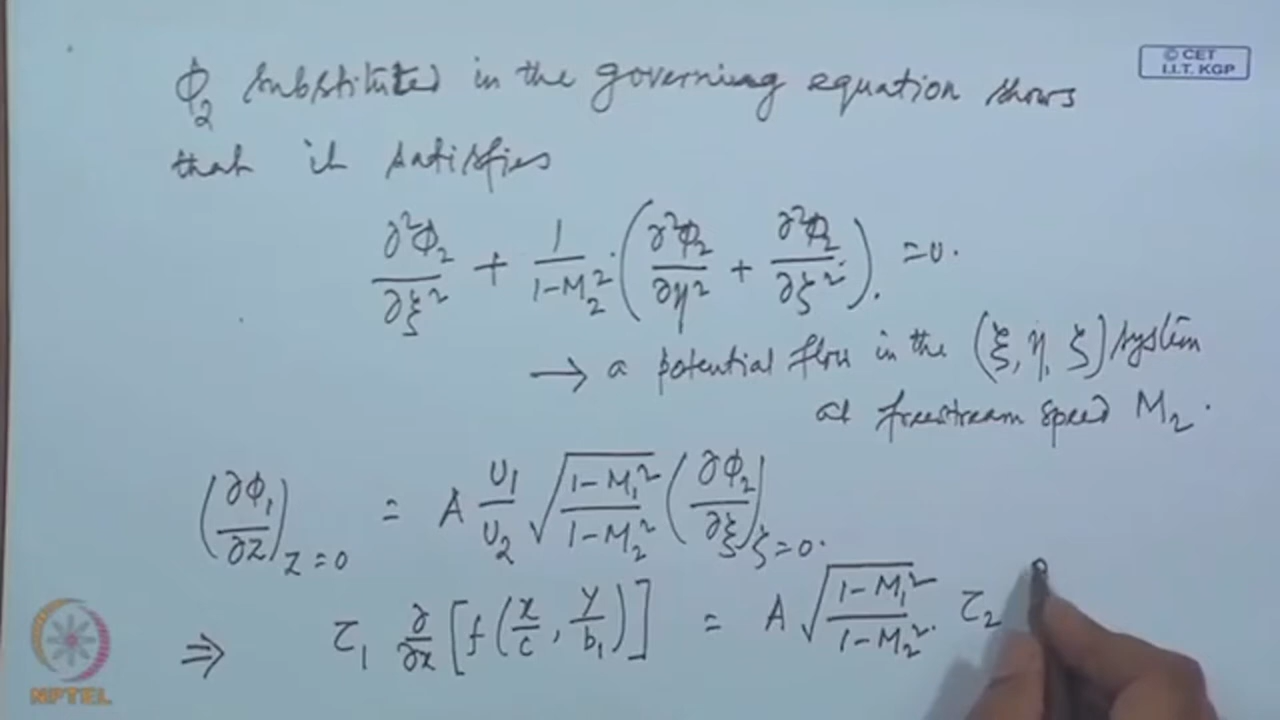 © CET
I.I.T. KGP
ϕ₂ substituted in the governing equation shows
that it satisfies
∂²ϕ₂/∂ξ² + 1/(1-M₂²) (∂²ϕ₂/∂η² + ∂²ϕ₂/∂ζ²) = 0.
→ a potential flow in the (ξ, η, ζ) system
at freestream speed M₂.
(∂ϕ₁/∂z)_{z=0} = A U₁/U₂ √((1-M₁²)/(1-M₂²)) (∂ϕ₂/∂ξ)_{ζ=0}.
⇒ τ₁ ∂/∂x [f(x/c, y/b₁)] = A √((1-M₁²)/(1-M₂²)) τ₂
NPTEL